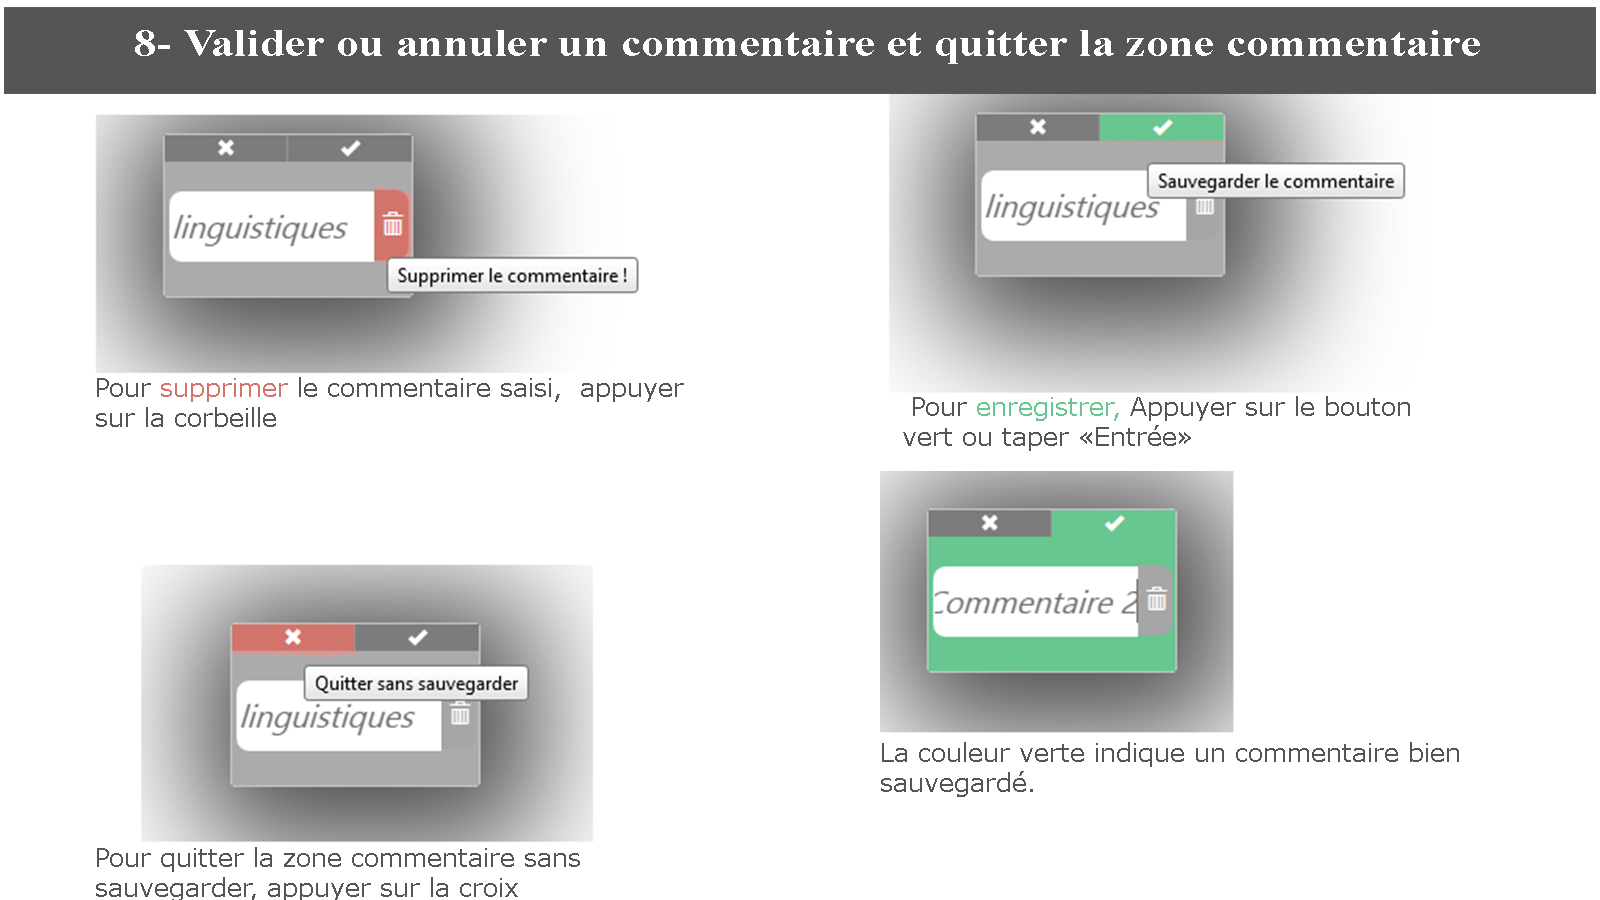 8- Valider ou annuler un commentaire et quitter la zone commentaire
linguistiques
Supprimer le commentaire !
Pour supprimer le commentaire saisi, appuyer
sur la corbeille
Sauvegarder le commentaire
linguistiques
Pour enregistrer, Appuyer sur le bouton
vert ou taper «Entrée»
Quitter sans sauvegarder
linguistiques
Pour quitter la zone commentaire sans
sauvegarder, appuyer sur la croix
Commentaire 2
La couleur verte indique un commentaire bien
sauvegardé.